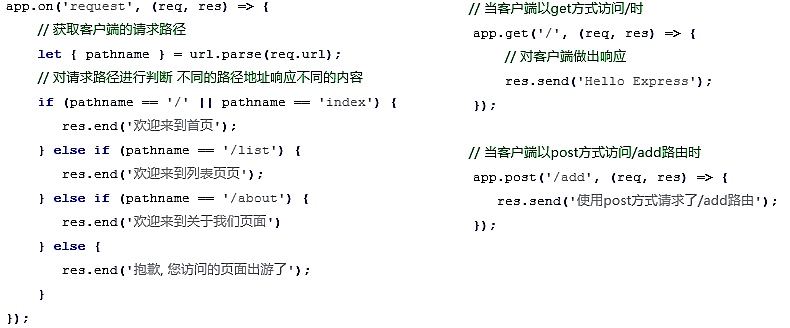 app.on('request', (req, res) => {
// 获取客户端的请求路径
let { pathname } = url.parse(req.url);
// 对请求路径进行判断 不同的路径地址响应不同的内容
if (pathname == '/' || pathname == 'index') {
res.end('欢迎来到首页');
} else if (pathname == '/list') {
res.end('欢迎来到列表页页');
} else if (pathname == '/about') {
res.end('欢迎来到关于我们页面')
} else {
res.end('抱歉, 您访问的页面出游了');
}
});
// 当客户端以get方式访问/时
app.get('/', (req, res) => {
// 对客户端做出响应
res.send('Hello Express');
});
// 当客户端以post方式访问/add路由时
app.post('/add', (req, res) => {
res.send('使用post方式请求了/add路由');
});